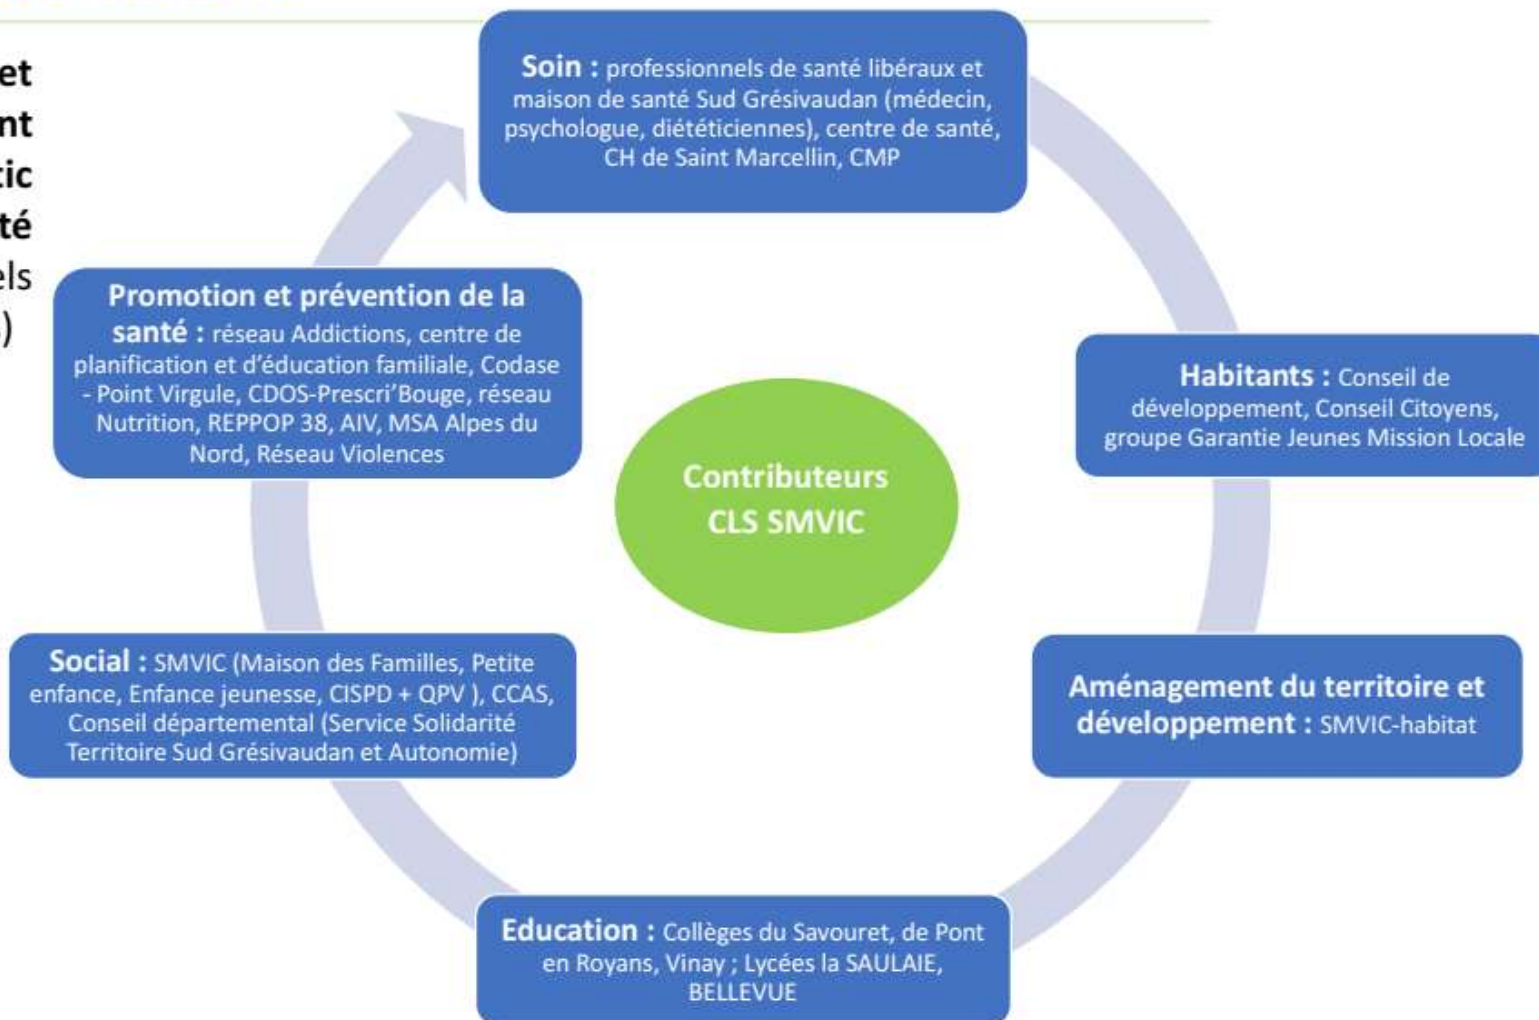 et
nt
tic
té
els
)
Soin : professionnels de santé libéraux et
maison de santé Sud Grésivaudan (médecin,
psychologue, diététiciennes), centre de santé,
CH de Saint Marcellin, CMP
Habitants : Conseil de
développement, Conseil Citoyens,
groupe Garantie Jeunes Mission Locale
Aménagement du territoire et
développement : SMVIC-habitat
Education : Collèges du Savouret, de Pont
en Royans, Vinay ; Lycées la SAULAIE,
BELLEVUE
Social : SMVIC (Maison des Familles, Petite
enfance, Enfance jeunesse, CISPD + QPV ), CCAS,
Conseil départemental (Service Solidarité
Territoire Sud Grésivaudan et Autonomie)
Promotion et prévention de la
santé : réseau Addictions, centre de
planification et d'éducation familiale, Codase
- Point Virgule, CDOS-Prescri'Bouge, réseau
Nutrition, REPPOP 38, AIV, MSA Alpes du
Nord, Réseau Violences
Contributeurs
CLS SMVIC